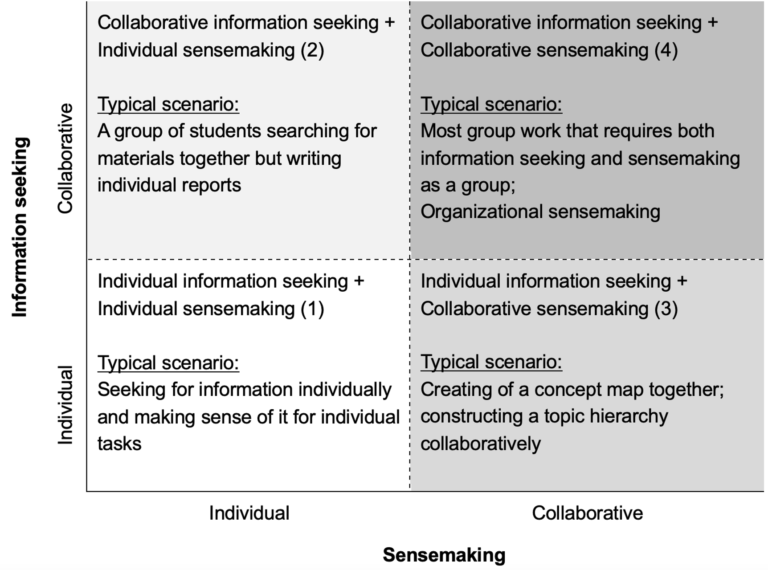 Collaborative information seeking +
Individual sensemaking (2)
Typical scenario:
A group of students searching for
materials together but writing
individual reports
Collaborative information seeking +
Collaborative sensemaking (4)
Typical scenario:
Most group work that requires both
information seeking and sensemaking
as a group;
Organizational sensemaking
Individual information seeking +
Individual sensemaking (1)
Typical scenario:
Seeking for information individually
and making sense of it for individual
tasks
Individual information seeking +
Collaborative sensemaking (3)
Typical scenario:
Creating of a concept map together;
constructing a topic hierarchy
collaboratively
Information seeking
Collaborative
Individual
Individual
Collaborative
Sensemaking